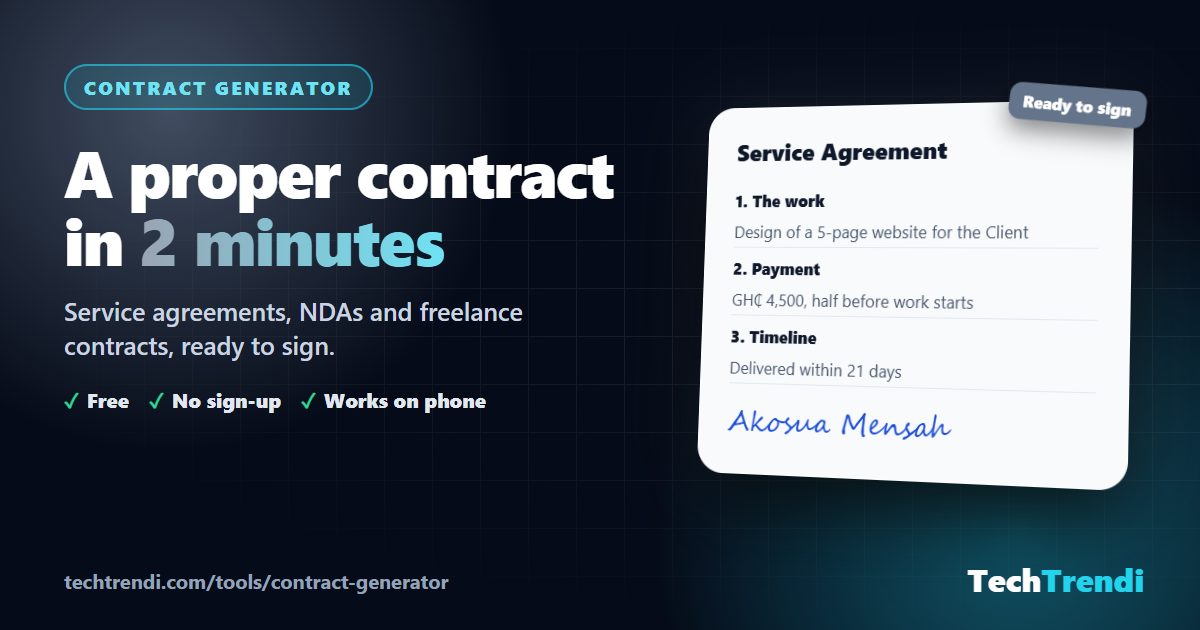 CONTRACT GENERATOR
A proper contract
in 2 minutes
Service agreements, NDAs and freelance
contracts, ready to sign.
✓ Free ✓ No sign-up ✓ Works on phone
Ready to sign
Service Agreement
1. The work
Design of a 5-page website for the Client
2. Payment
GH₵ 4,500, half before work starts
3. Timeline
Delivered within 21 days
Akosua Mensah
techtrendi.com/tools/contract-generator
TechTrendi